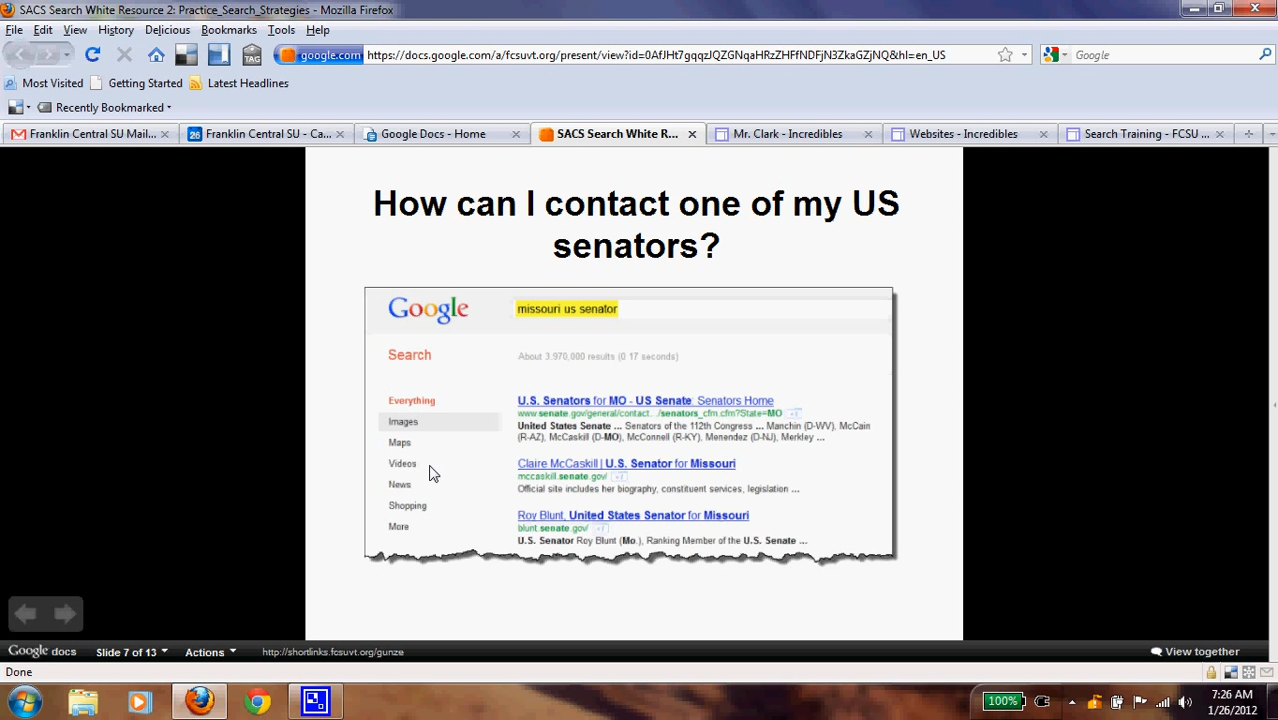 SACS Search White Resource 2: Practice_Search_Strategies - Mozilla Firefox
File Edit View History Delicious Bookmarks Tools Help
TAG google.com https://docs.google.com/a/fcsuvt.org/present/view?id=0AfJHt7gqqzJQZGNqaHRzZHFfNDFjN3ZkaGZjNQ&hl=en_US Google
Most Visited Getting Started Latest Headlines
Recently Bookmarked
Franklin Central SU Mail... 26 Franklin Central SU - Ca... Google Docs - Home SACS Search White R... Mr. Clark - Incredibles Websites - Incredibles Search Training - FCSU ...
How can I contact one of my US
senators?
Google missouri us senator
Search About 3,970,000 results (0 17 seconds)
Everything U.S. Senators for MO - US Senate: Senators Home
www.senate.gov/general/contact.../senators_cfm.cfm?State=MO +1
Images United States Senate ... Senators of the 112th Congress ... Manchin (D-WV), McCain
Maps (R-AZ), McCaskill (D-MO), McConnell (R-KY), Menendez (D-NJ), Merkley ...
Videos Claire McCaskill | U.S. Senator for Missouri
mccaskill.senate.gov/ +1
News Official site includes her biography, constituent services, legislation ...
Shopping Roy Blunt, United States Senator for Missouri
More blunt.senate.gov/ +1
U.S. Senator Roy Blunt (Mo.), Ranking Member of the U.S. Senate ...
Google docs Slide 7 of 13 Actions http://shortlinks.fcsuvt.org/gunze View together
Done
100% 7:26 AM
1/26/2012